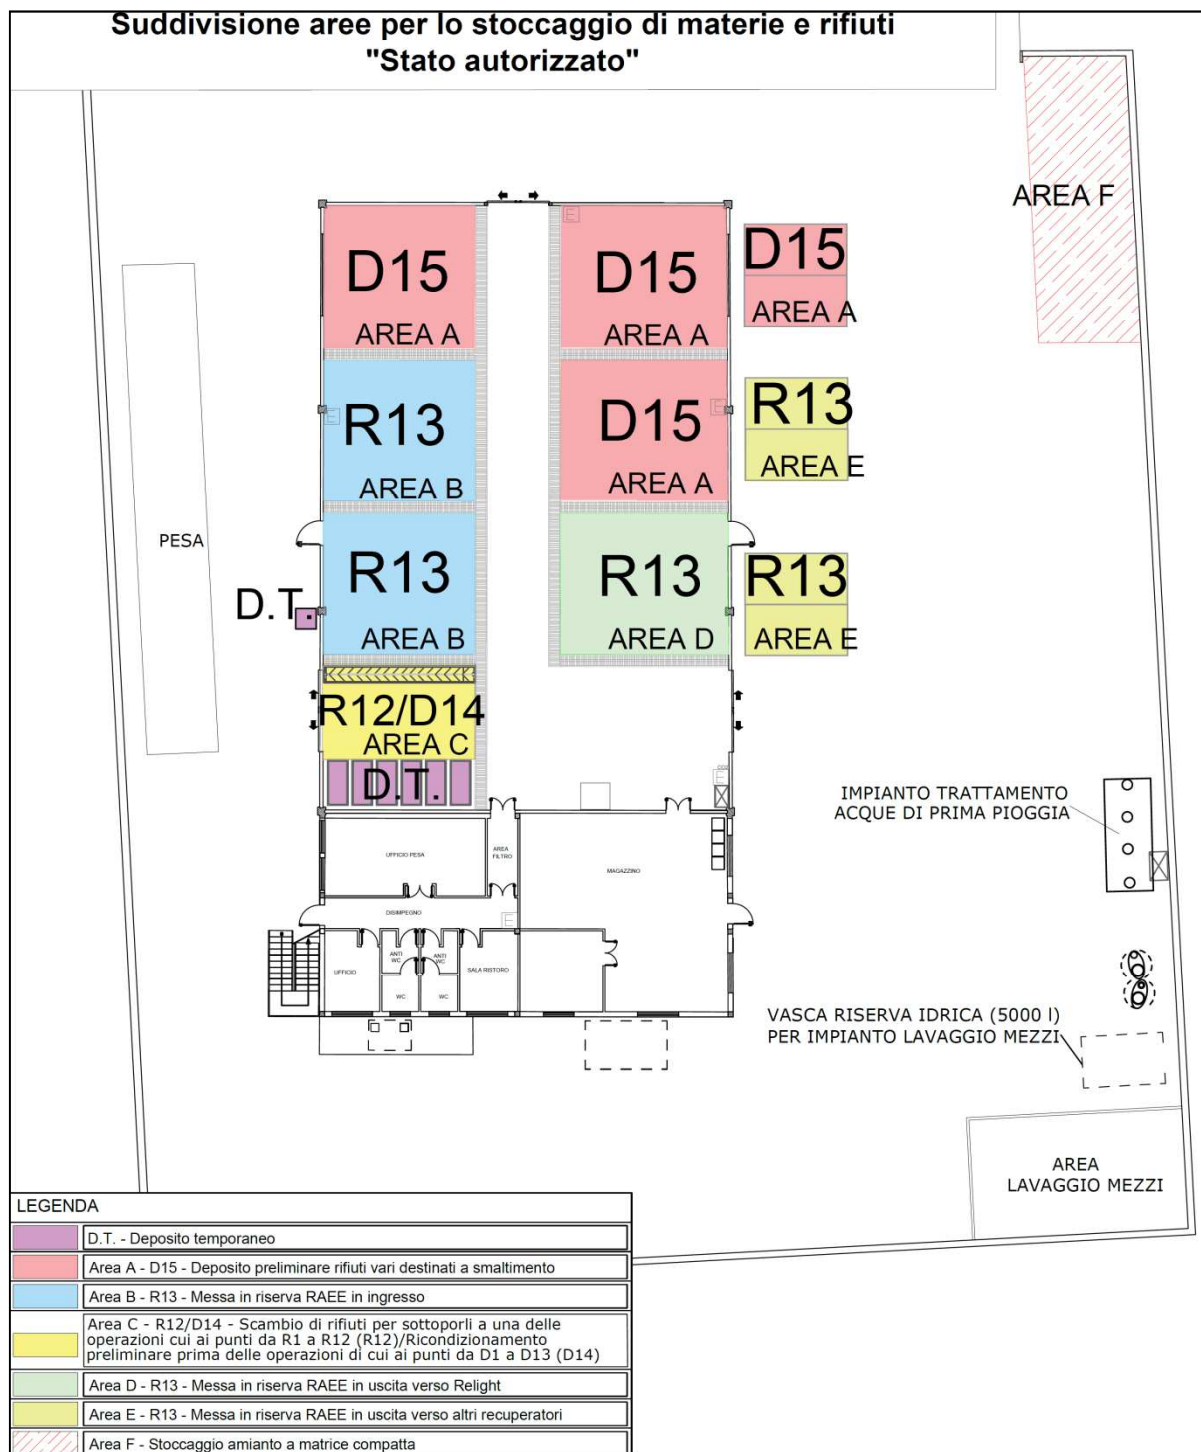 Suddivisione aree per lo stoccaggio di materie e rifiuti
"Stato autorizzato"
AREA F
D15
AREA A
D15
AREA A
D15
AREA A
E
R13
AREA B
E
D15
AREA A
E
R13
AREA E
PESA
R13
AREA B
R13
AREA D
R13
AREA E
D.T.
R12/D14
AREA C
D.T.
E
IMPIANTO TRATTAMENTO
ACQUE DI PRIMA PIOGGIA
UFFICIO PESA
AREA
FILTRO
MAGAZZINO
DISIMPEGNO
E
UFFICIO
ANTI
WC
ANTI
WC
SALA RISTORO
WC
WC
VASCA RISERVA IDRICA (5000 l)
PER IMPIANTO LAVAGGIO MEZZI
AREA
LAVAGGIO MEZZI
LEGENDA
D.T. - Deposito temporaneo
Area A - D15 - Deposito preliminare rifiuti vari destinati a smaltimento
Area B - R13 - Messa in riserva RAEE in ingresso
Area C - R12/D14 - Scambio di rifiuti per sottoporli a una delle
operazioni cui ai punti da R1 a R12 (R12)/Ricondizionamento
preliminare prima delle operazioni di cui ai punti da D1 a D13 (D14)
Area D - R13 - Messa in riserva RAEE in uscita verso Relight
Area E - R13 - Messa in riserva RAEE in uscita verso altri recuperatori
Area F - Stoccaggio amianto a matrice compatta